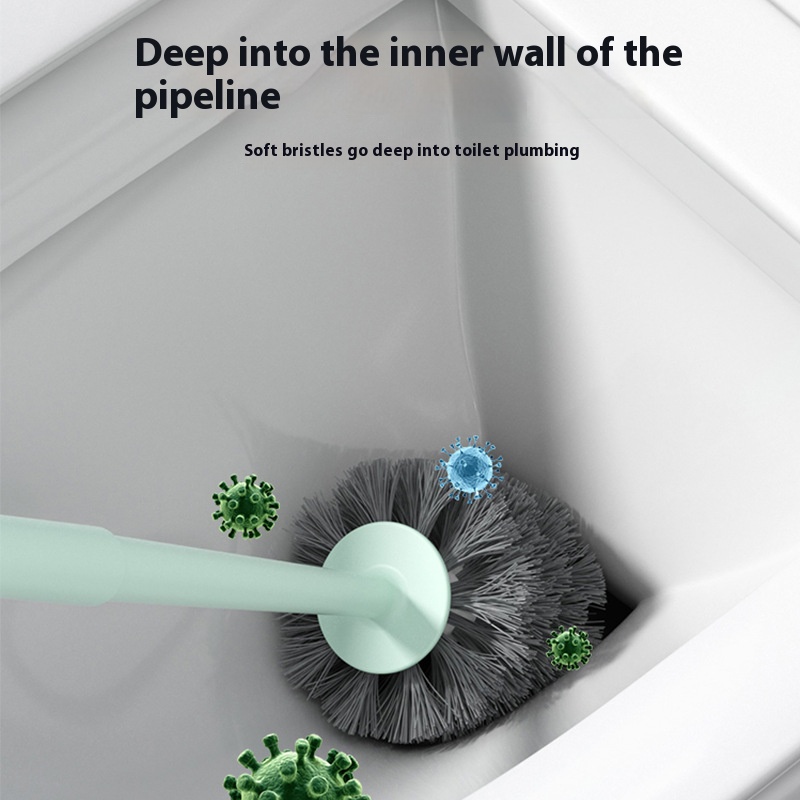 Deep into the inner wall of the
pipeline
Soft bristles go deep into toilet plumbing